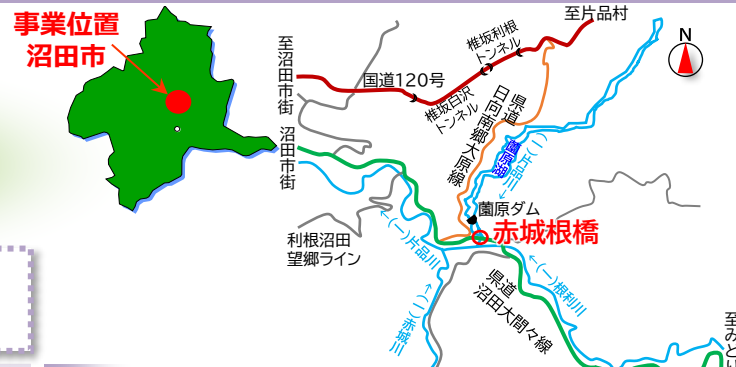 事業位置
沼田市
至沼田市街
沼田市街
国道120号
椎坂利根
トンネル
椎坂白沢
トンネル
至片品村
N
県道
日向南郷大原線
薗原湖
(一)片品川→
薗原ダム
赤城根橋
利根沼田
望郷ライン
←(一)片品川
←(一)赤城川
←(一)根利川
県道
沼田大間々線
至みどり